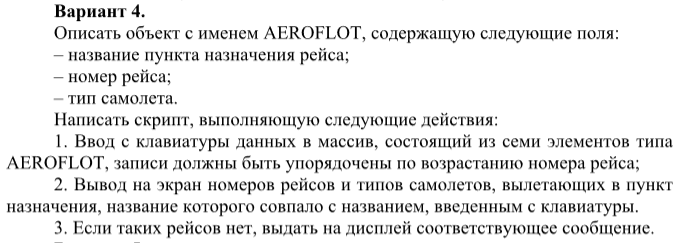 Вариант 4.
Описать объект с именем AEROFLOT, содержащую следующие поля:
– название пункта назначения рейса;
– номер рейса;
– тип самолета.
Написать скрипт, выполняющую следующие действия:
1. Ввод с клавиатуры данных в массив, состоящий из семи элементов типа
AEROFLOT, записи должны быть упорядочены по возрастанию номера рейса;
2. Вывод на экран номеров рейсов и типов самолетов, вылетающих в пункт
назначения, название которого совпало с названием, введенным с клавиатуры.
3. Если таких рейсов нет, выдать на дисплей соответствующее сообщение.